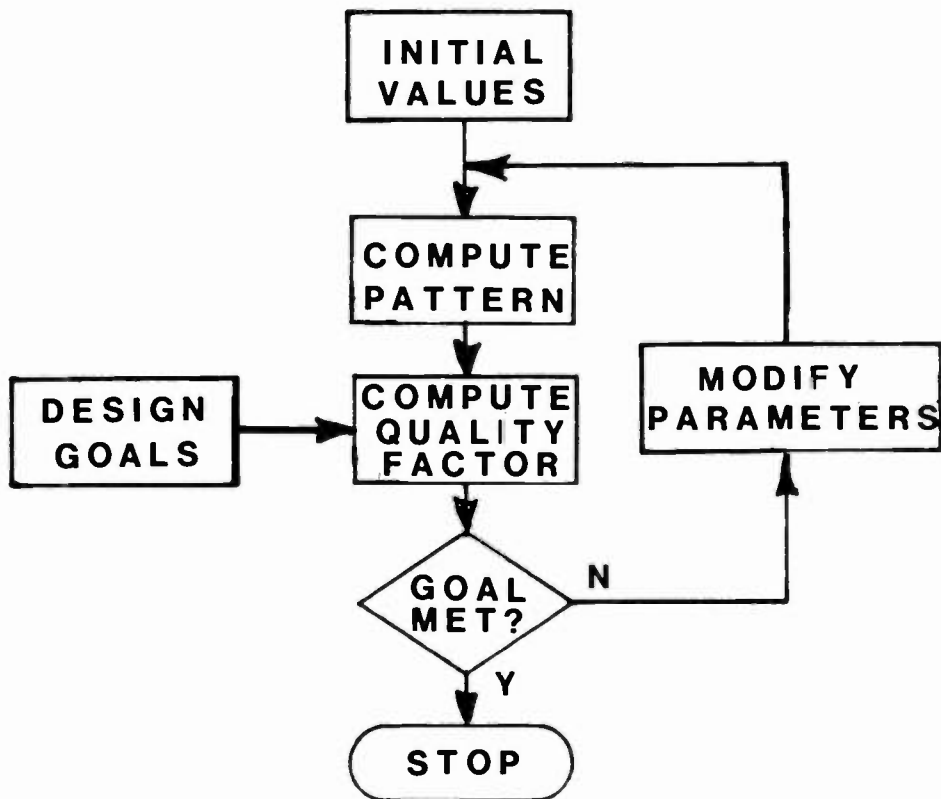 INITIAL
VALUES
COMPUTE
PATTERN
DESIGN
GOALS
COMPUTE
QUALITY
FACTOR
MODIFY
PARAMETERS
GOAL
MET?
N
Y
STOP